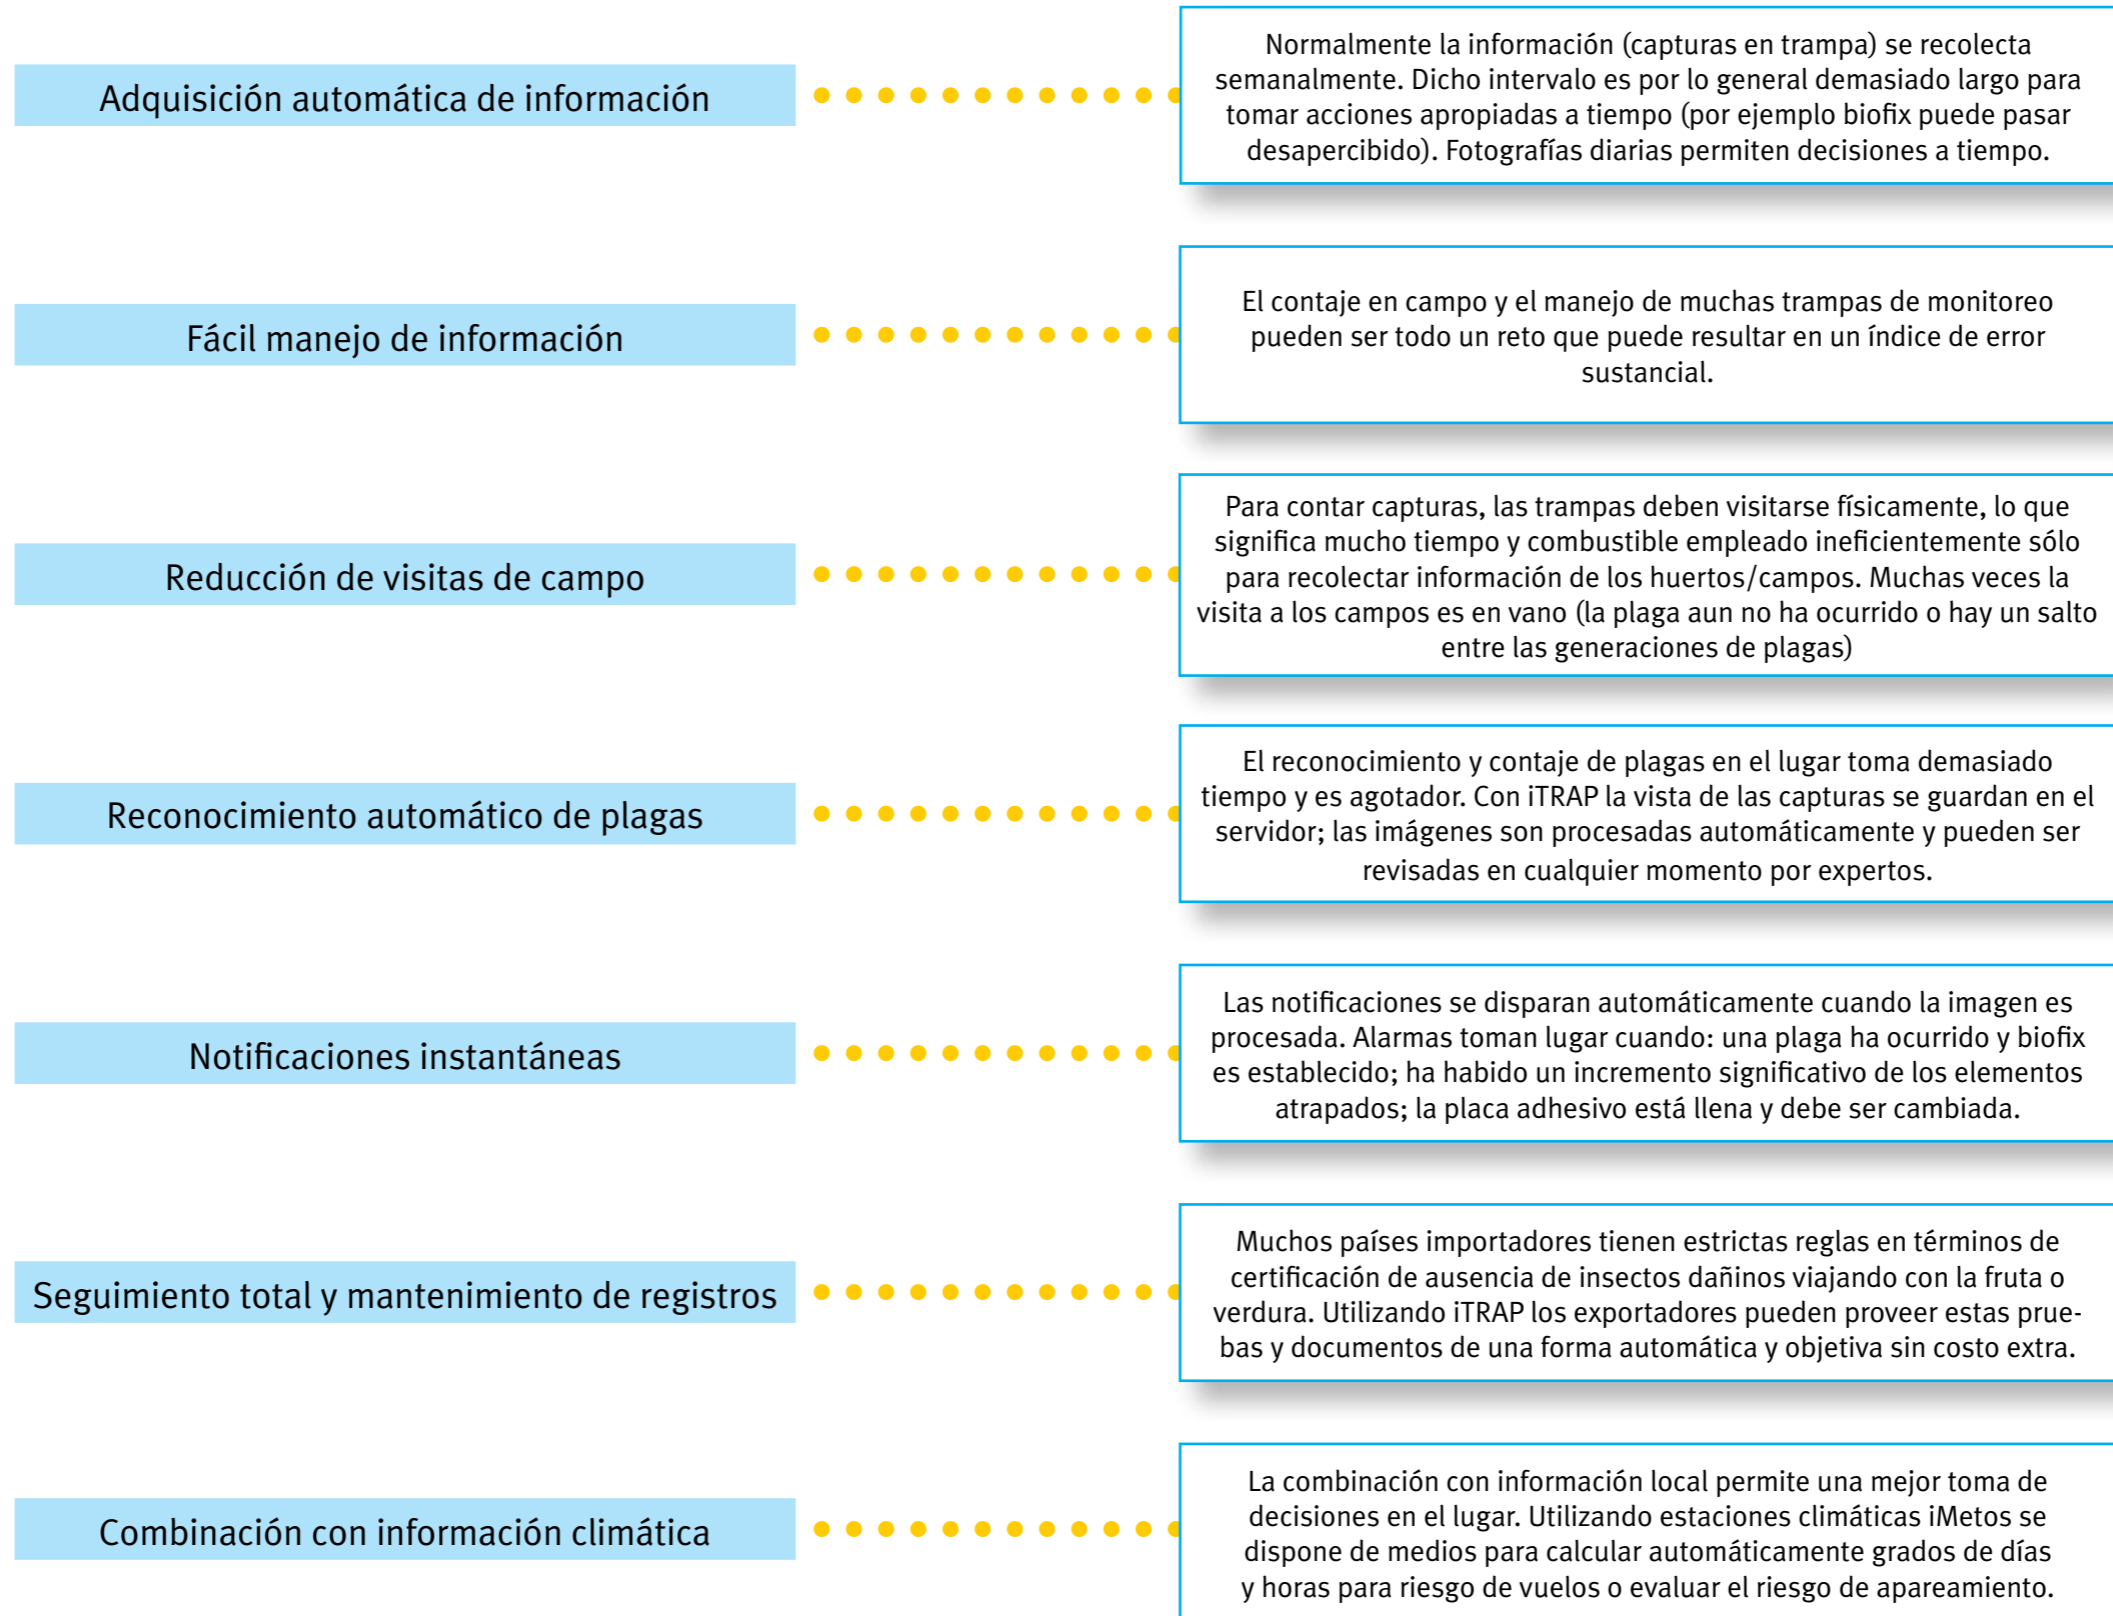 Adquisición automática de información
Normalmente la información (capturas en trampa) se recolecta
semanalmente. Dicho intervalo es por lo general demasiado largo para
tomar acciones apropiadas a tiempo (por ejemplo biofix puede pasar
desapercibido). Fotografías diarias permiten decisiones a tiempo.
Fácil manejo de información
El contaje en campo y el manejo de muchas trampas de monitoreo
pueden ser todo un reto que puede resultar en un índice de error
sustancial.
Reducción de visitas de campo
Para contar capturas, las trampas deben visitarse físicamente, lo que
significa mucho tiempo y combustible empleado ineficientemente sólo
para recolectar información de los huertos/campos. Muchas veces la
visita a los campos es en vano (la plaga aun no ha ocurrido o hay un salto
entre las generaciones de plagas)
Reconocimiento automático de plagas
El reconocimiento y contaje de plagas en el lugar toma demasiado
tiempo y es agotador. Con iTRAP la vista de las capturas se guardan en el
servidor; las imágenes son procesadas automáticamente y pueden ser
revisadas en cualquier momento por expertos.
Notificaciones instantáneas
Las notificaciones se disparan automáticamente cuando la imagen es
procesada. Alarmas toman lugar cuando: una plaga ha ocurrido y biofix
es establecido; ha habido un incremento significativo de los elementos
atrapados; la placa adhesivo está llena y debe ser cambiada.
Seguimiento total y mantenimiento de registros
Muchos países importadores tienen estrictas reglas en términos de
certificación de ausencia de insectos dañinos viajando con la fruta o
verdura. Utilizando iTRAP los exportadores pueden proveer estas prue-
bas y documentos de una forma automática y objetiva sin costo extra.
Combinación con información climática
La combinación con información local permite una mejor toma de
decisiones en el lugar. Utilizando estaciones climáticas iMetos se
dispone de medios para calcular automáticamente grados de días
y horas para riesgo de vuelos o evaluar el riesgo de apareamiento.